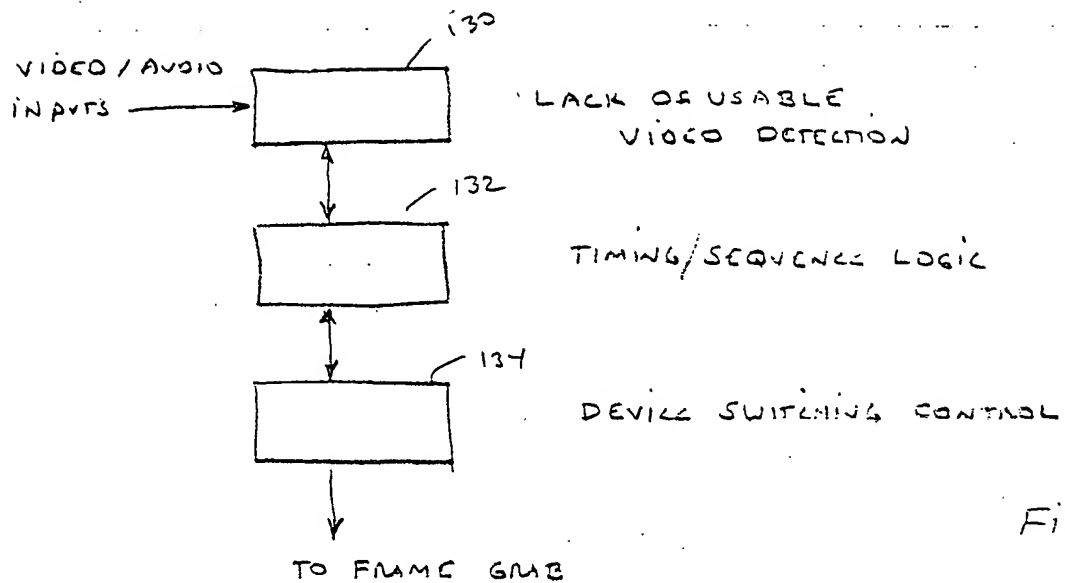 130
VIDEO / AUDIO
INPUTS
LACK OF USABLE
VIDEO DETECTION
132
TIMING/SEQUENCE LOGIC
134
DEVICE SWITCHING CONTROL
Fi
TO FRAME GRAB